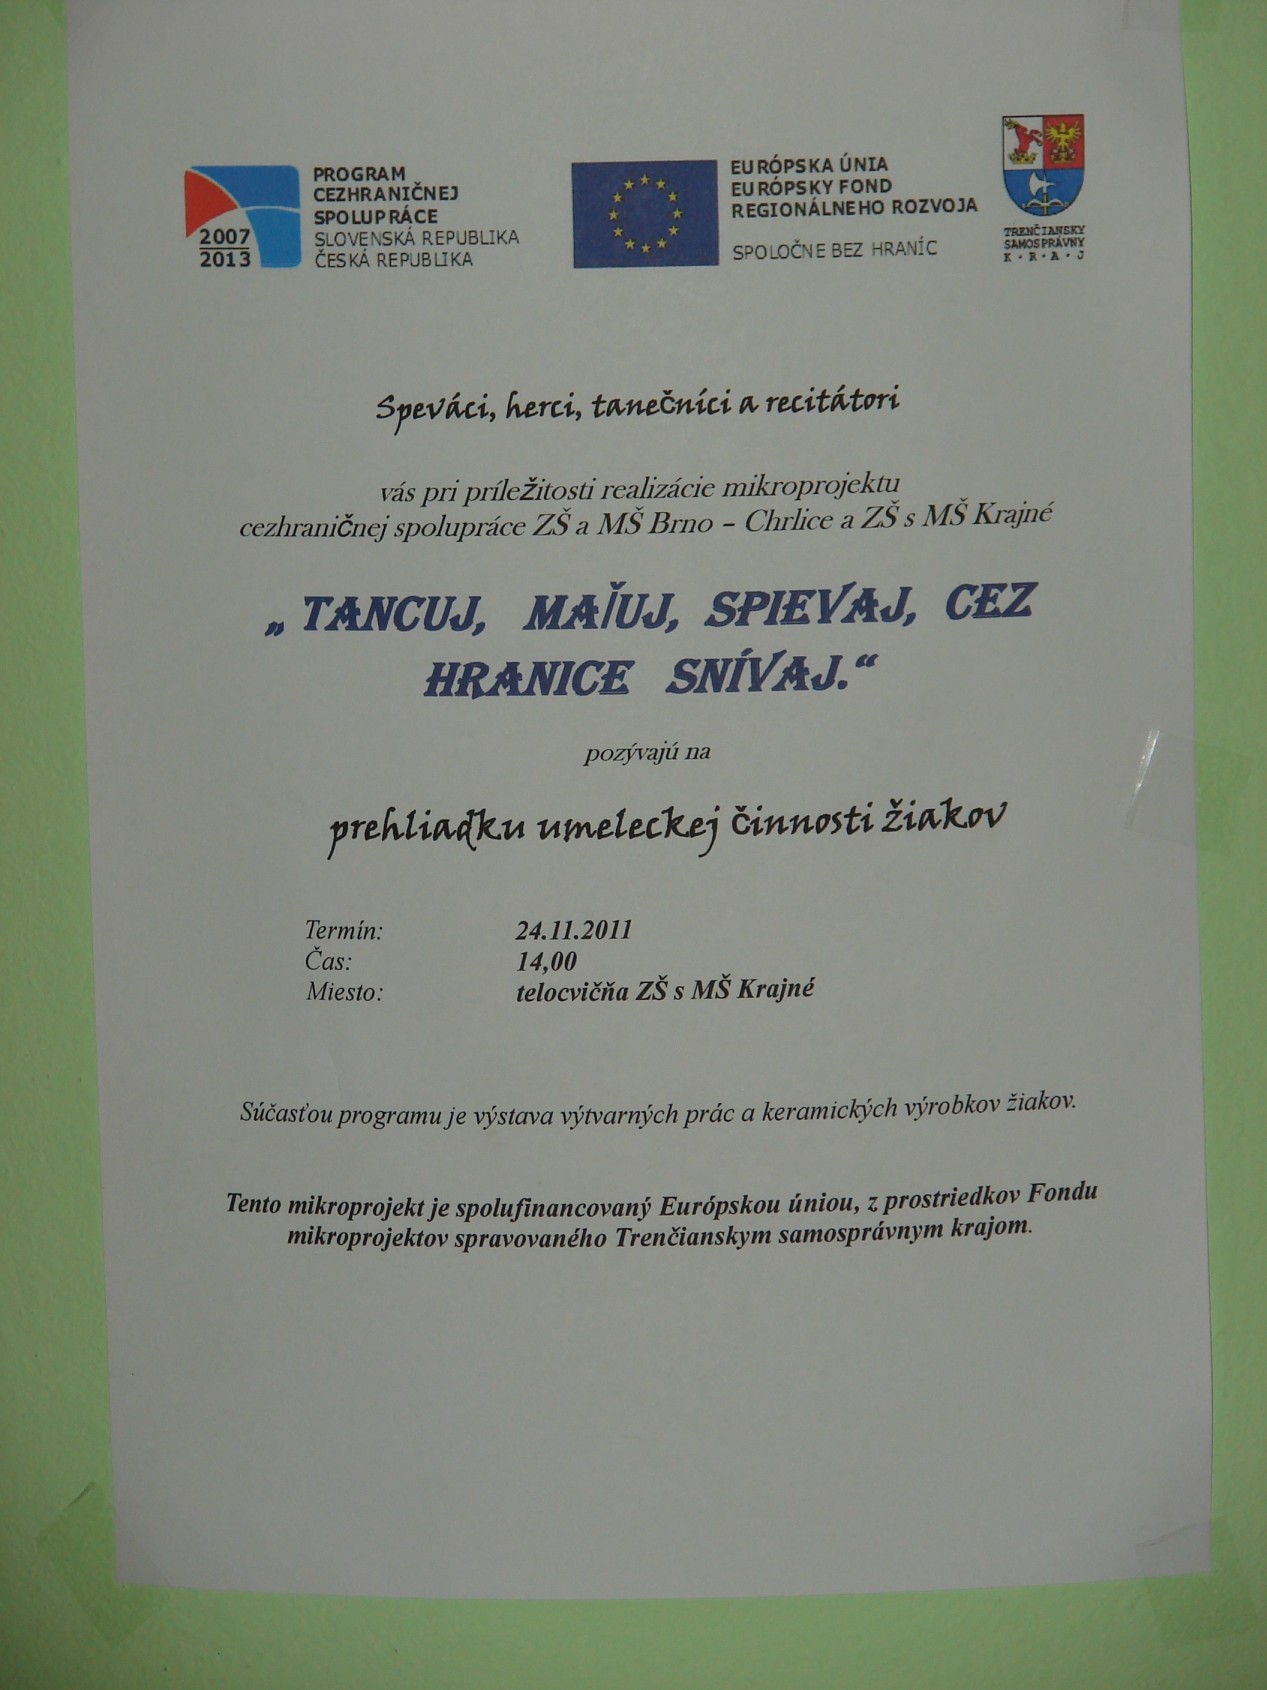 PROGRAM
CEZHRANIČNEJ
SPOLUPRÁCE
SLOVENSKÁ REPUBLIKA
ČESKÁ REPUBLIKA
2007
2013
EURÓPSKA ÚNIA
EURÓPSKY FOND
REGIONÁLNEHO ROZVOJA
SPOLOČNE BEZ HRANÍC
TRENČIANSKY
SAMOSPRÁVNY
K · R · A · J
Speváci, herci, tanečníci a recitátori
vás pri príležitosti realizácie mikroprojektu
cezhraničnej spolupráce ZŠ a MŠ Brno – Chrlice a ZŠ s MŠ Krajné
„ TANCUJ, MAĽUJ, SPIEVAJ, CEZ
HRANICE SNÍVAJ.“
pozývajú na
prehliadku umeleckej činnosti žiakov
Termín: 24.11.2011
Čas: 14,00
Miesto: telocvičňa ZŠ s MŠ Krajné
Súčasťou programu je výstava výtvarných prác a keramických výrobkov žiakov.
Tento mikroprojekt je spolufinancovaný Európskou úniou, z prostriedkov Fondu
mikroprojektov spravovaného Trenčianskym samosprávnym krajom.